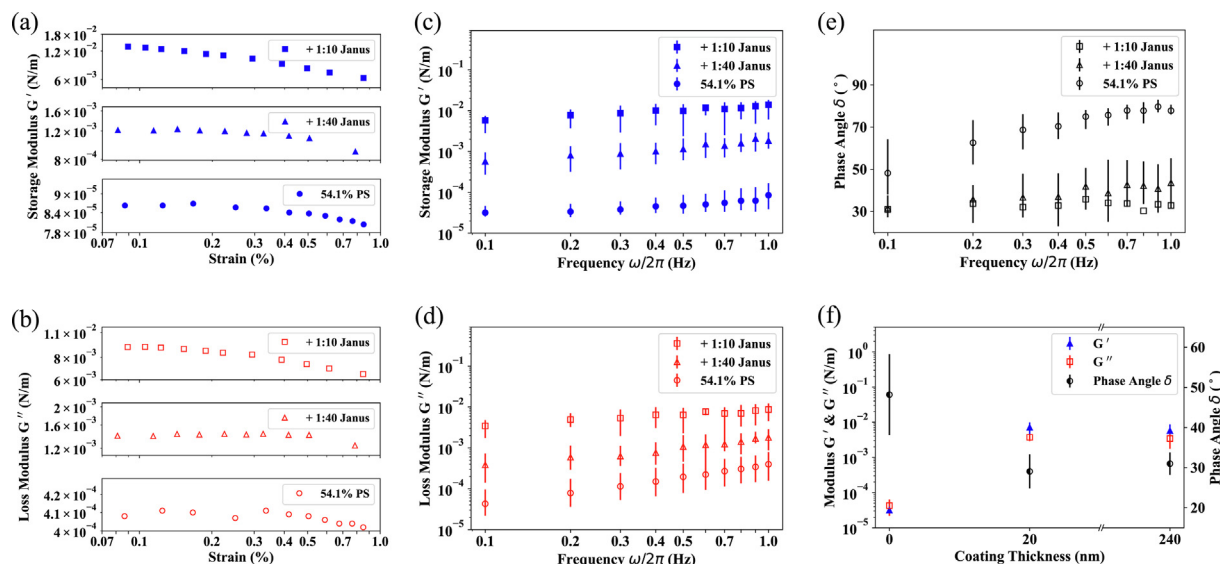 (a)
Storage Modulus G′ (N/m)
1.8 × 10⁻²
1.2 × 10⁻²
6 × 10⁻³
+ 1:10 Janus
1.6 × 10⁻³
1.2 × 10⁻³
8 × 10⁻⁴
+ 1:40 Janus
9 × 10⁻⁵
8.4 × 10⁻⁵
7.8 × 10⁻⁵
54.1% PS
0.07 0.1 0.2 0.3 0.4 0.5 0.7 1.0
Strain (%)
(b)
Loss Modulus G″ (N/m)
1.1 × 10⁻²
8 × 10⁻³
6 × 10⁻³
+ 1:10 Janus
2 × 10⁻³
1.6 × 10⁻³
1.2 × 10⁻³
+ 1:40 Janus
4.2 × 10⁻⁴
4.1 × 10⁻⁴
4 × 10⁻⁴
54.1% PS
0.07 0.1 0.2 0.3 0.4 0.5 0.7 1.0
Strain (%)
(c)
Storage Modulus G′ (N/m)
10⁰
10⁻¹
10⁻²
10⁻³
10⁻⁴
10⁻⁵
+ 1:10 Janus
+ 1:40 Janus
54.1% PS
0.1 0.2 0.3 0.4 0.5 0.7 1.0
Frequency ω/2π (Hz)
(d)
Loss Modulus G″ (N/m)
10⁰
10⁻¹
10⁻²
10⁻³
10⁻⁴
10⁻⁵
+ 1:10 Janus
+ 1:40 Janus
54.1% PS
0.1 0.2 0.3 0.4 0.5 0.7 1.0
Frequency ω/2π (Hz)
(e)
Phase Angle δ (°)
90
70
50
30
+ 1:10 Janus
+ 1:40 Janus
54.1% PS
0.1 0.2 0.3 0.4 0.5 0.7 1.0
Frequency ω/2π (Hz)
(f)
Modulus G′ & G″ (N/m)
10⁰
10⁻¹
10⁻²
10⁻³
10⁻⁴
10⁻⁵
G′
G″
Phase Angle δ
60
50
40
30
20
Phase Angle δ (°)
0 20 240
Coating Thickness (nm)